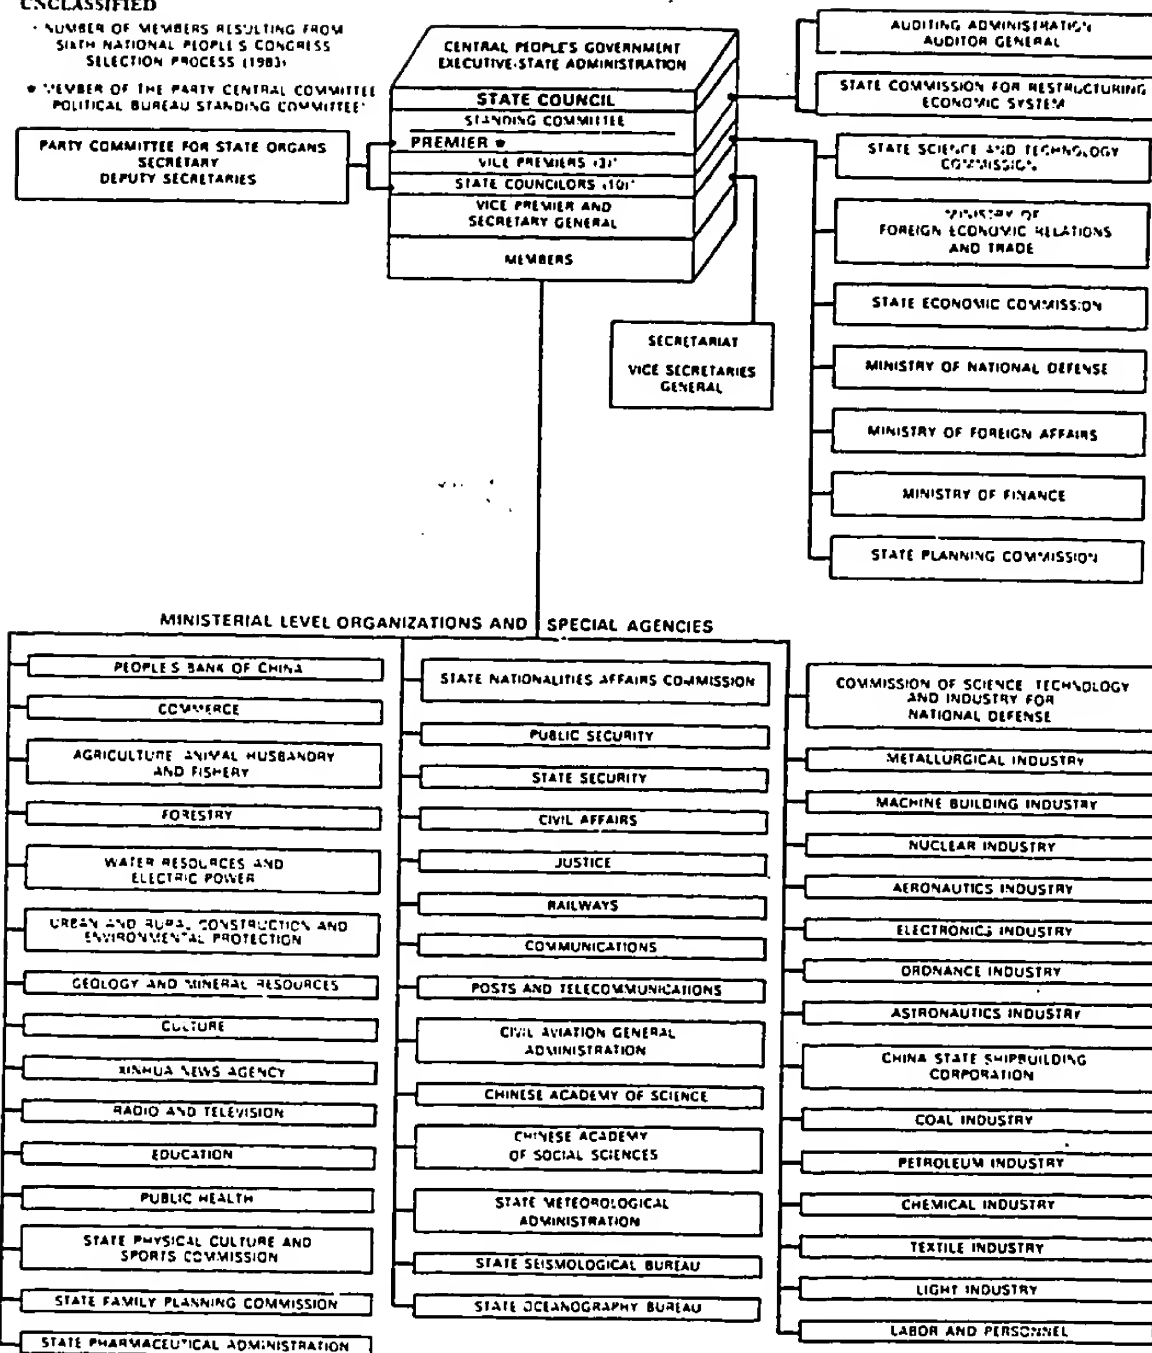 UNCLASSIFIED
· NUMBER OF MEMBERS RESULTING FROM
SIXTH NATIONAL PEOPLE'S CONGRESS
SELECTION PROCESS (1983)
★ MEMBER OF THE PARTY CENTRAL COMMITTEE
POLITICAL BUREAU STANDING COMMITTEE
PARTY COMMITTEE FOR STATE ORGANS
SECRETARY
DEPUTY SECRETARIES
CENTRAL PEOPLE'S GOVERNMENT
EXECUTIVE-STATE ADMINISTRATION
STATE COUNCIL
STANDING COMMITTEE
PREMIER ★
VICE PREMIERS (3)*
STATE COUNCILORS (10)*
VICE PREMIER AND
SECRETARY GENERAL
MEMBERS
SECRETARIAT
VICE SECRETARIES
GENERAL
AUDITING ADMINISTRATION
AUDITOR GENERAL
STATE COMMISSION FOR RESTRUCTURING
ECONOMIC SYSTEM
STATE SCIENCE AND TECHNOLOGY
COMMISSION
MINISTRY OF
FOREIGN ECONOMIC RELATIONS
AND TRADE
STATE ECONOMIC COMMISSION
MINISTRY OF NATIONAL DEFENSE
MINISTRY OF FOREIGN AFFAIRS
MINISTRY OF FINANCE
STATE PLANNING COMMISSION
MINISTERIAL LEVEL ORGANIZATIONS AND SPECIAL AGENCIES
PEOPLE'S BANK OF CHINA
COMMERCE
AGRICULTURE ANIMAL HUSBANDRY
AND FISHERY
FORESTRY
WATER RESOURCES AND
ELECTRIC POWER
URBAN AND RURAL CONSTRUCTION AND
ENVIRONMENTAL PROTECTION
GEOLOGY AND MINERAL RESOURCES
CULTURE
XINHUA NEWS AGENCY
RADIO AND TELEVISION
EDUCATION
PUBLIC HEALTH
STATE PHYSICAL CULTURE AND
SPORTS COMMISSION
STATE FAMILY PLANNING COMMISSION
STATE PHARMACEUTICAL ADMINISTRATION
STATE NATIONALITIES AFFAIRS COMMISSION
PUBLIC SECURITY
STATE SECURITY
CIVIL AFFAIRS
JUSTICE
RAILWAYS
COMMUNICATIONS
POSTS AND TELECOMMUNICATIONS
CIVIL AVIATION GENERAL
ADMINISTRATION
CHINESE ACADEMY OF SCIENCE
CHINESE ACADEMY
OF SOCIAL SCIENCES
STATE METEOROLOGICAL
ADMINISTRATION
STATE SEISMOLOGICAL BUREAU
STATE OCEANOGRAPHY BUREAU
COMMISSION OF SCIENCE TECHNOLOGY
AND INDUSTRY FOR
NATIONAL DEFENSE
METALLURGICAL INDUSTRY
MACHINE BUILDING INDUSTRY
NUCLEAR INDUSTRY
AERONAUTICS INDUSTRY
ELECTRONICS INDUSTRY
ORDNANCE INDUSTRY
ASTRONAUTICS INDUSTRY
CHINA STATE SHIPBUILDING
CORPORATION
COAL INDUSTRY
PETROLEUM INDUSTRY
CHEMICAL INDUSTRY
TEXTILE INDUSTRY
LIGHT INDUSTRY
LABOR AND PERSONNEL